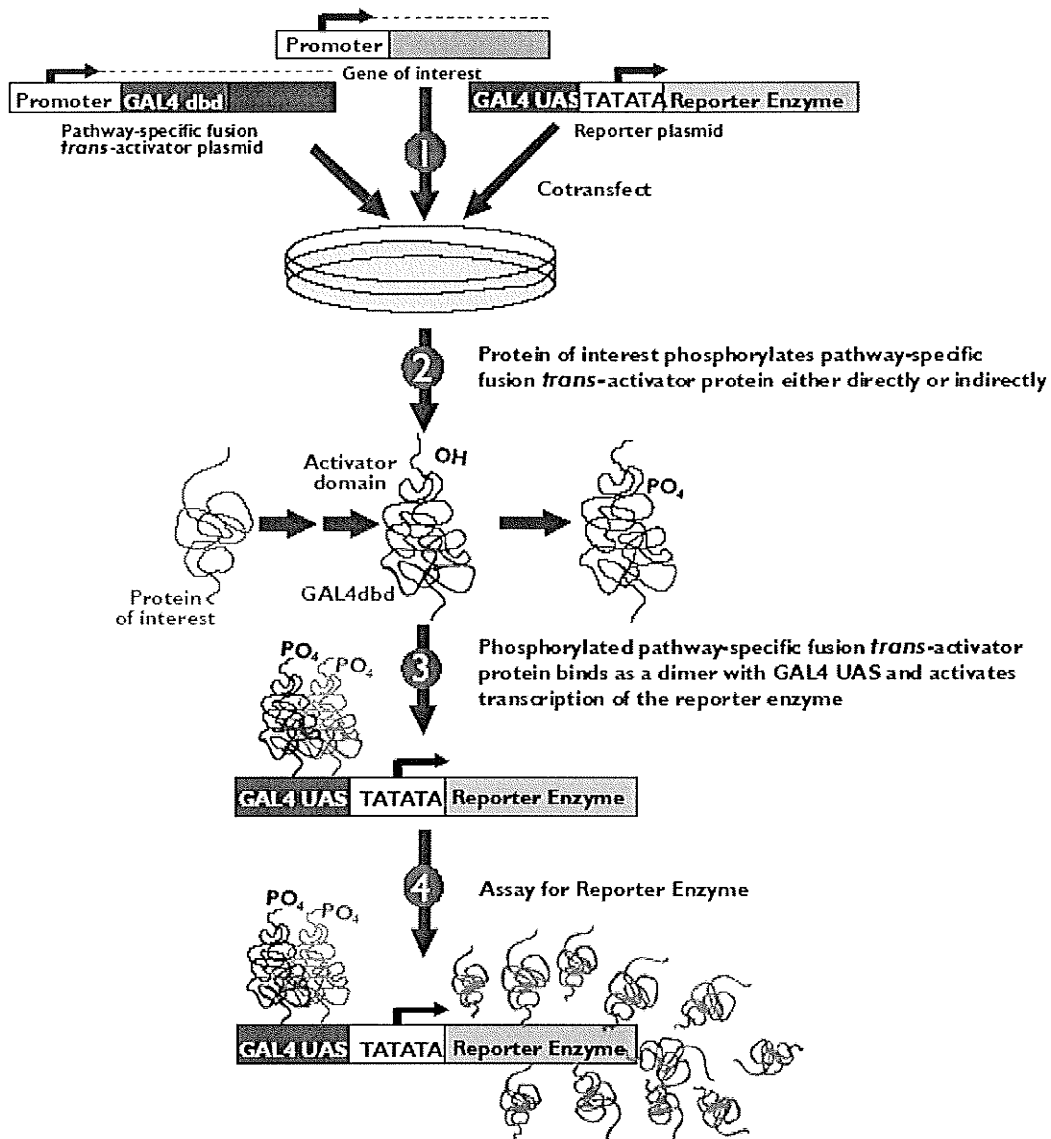 Promoter
Gene of interest
Promoter GAL4 dbd
GAL4 UAS TATATA Reporter Enzyme
Pathway-specific fusion
trans-activator plasmid
Reporter plasmid
1
Cotransfect
2
Protein of interest phosphorylates pathway-specific
fusion trans-activator protein either directly or indirectly
Activator
domain
OH
PO4
GAL4dbd
Protein
of interest
3
Phosphorylated pathway-specific fusion trans-activator
protein binds as a dimer with GAL4 UAS and activates
transcription of the reporter enzyme
PO4 PO4
GAL4 UAS TATATA Reporter Enzyme
4
Assay for Reporter Enzyme
PO4 PO4
GAL4 UAS TATATA Reporter Enzyme